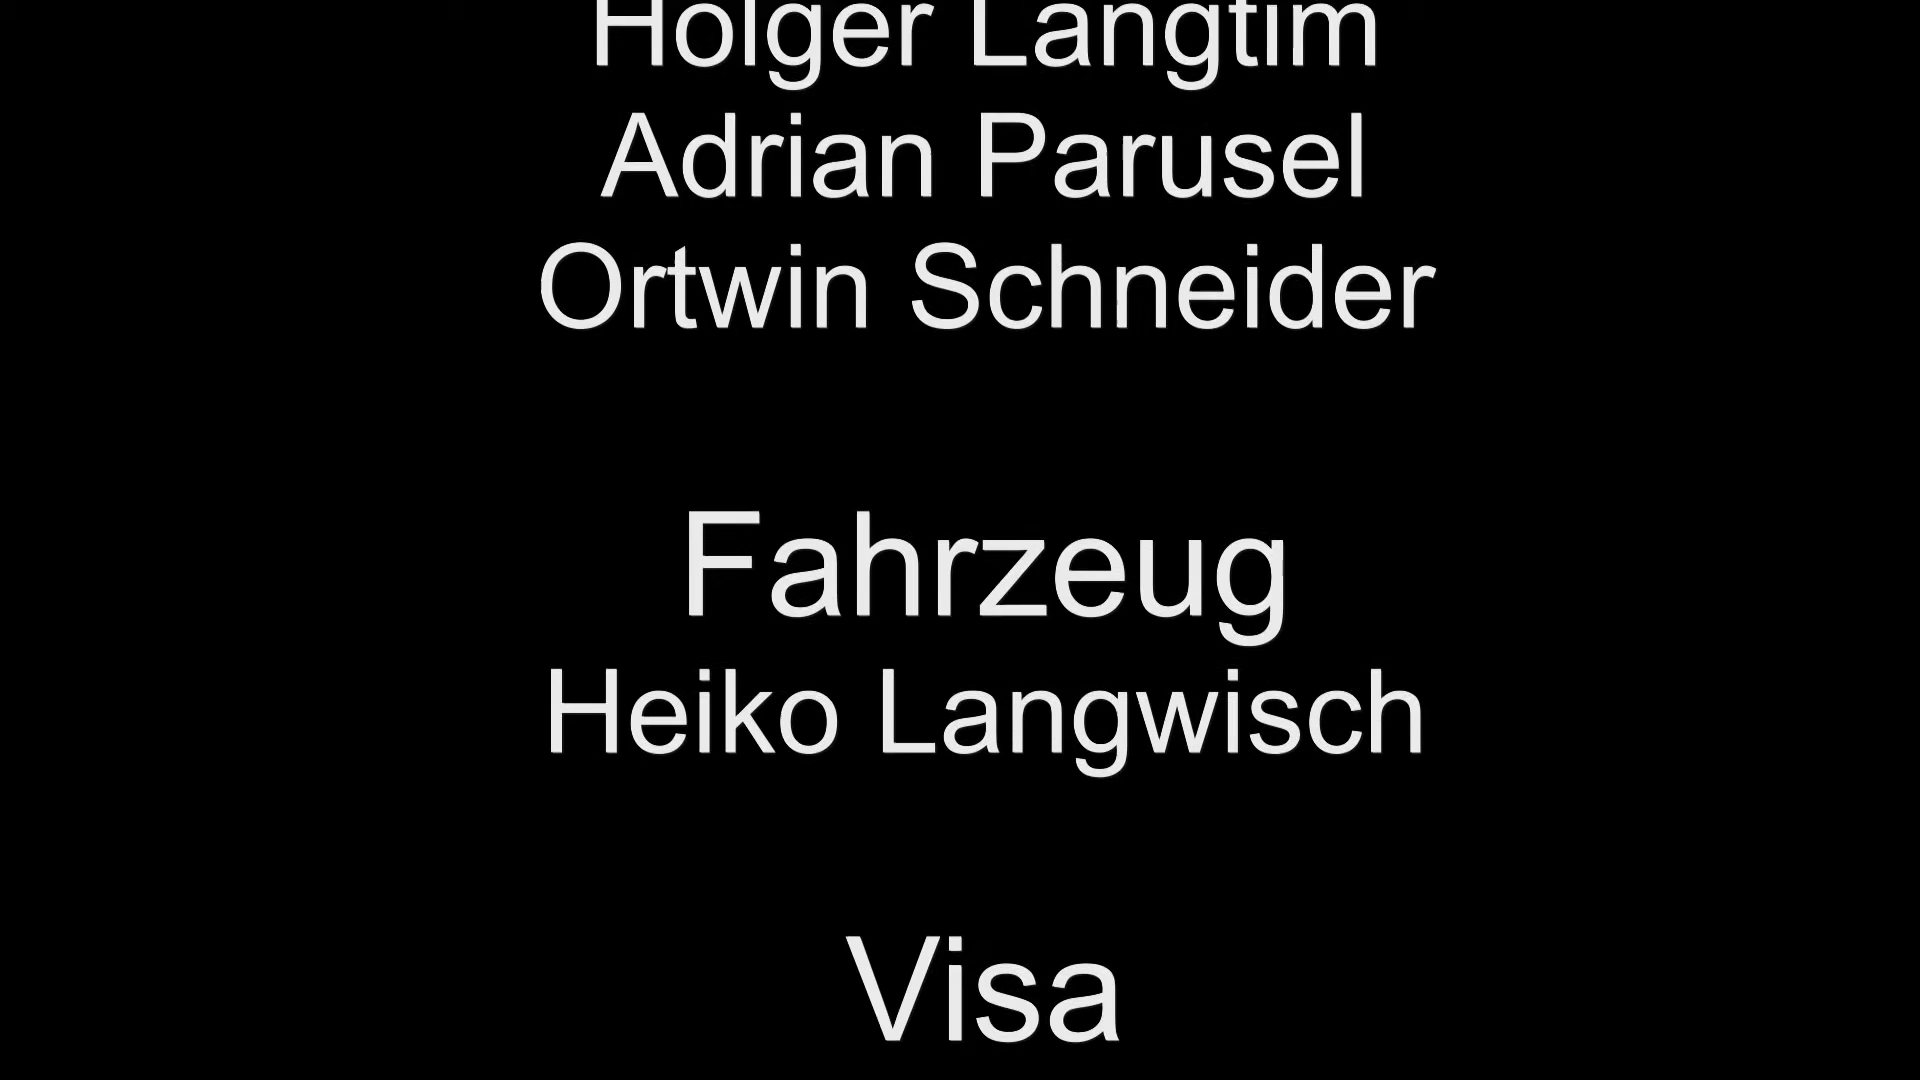 Holger Langtim
Adrian Parusel
Ortwin Schneider
Fahrzeug
Heiko Langwisch
Visa